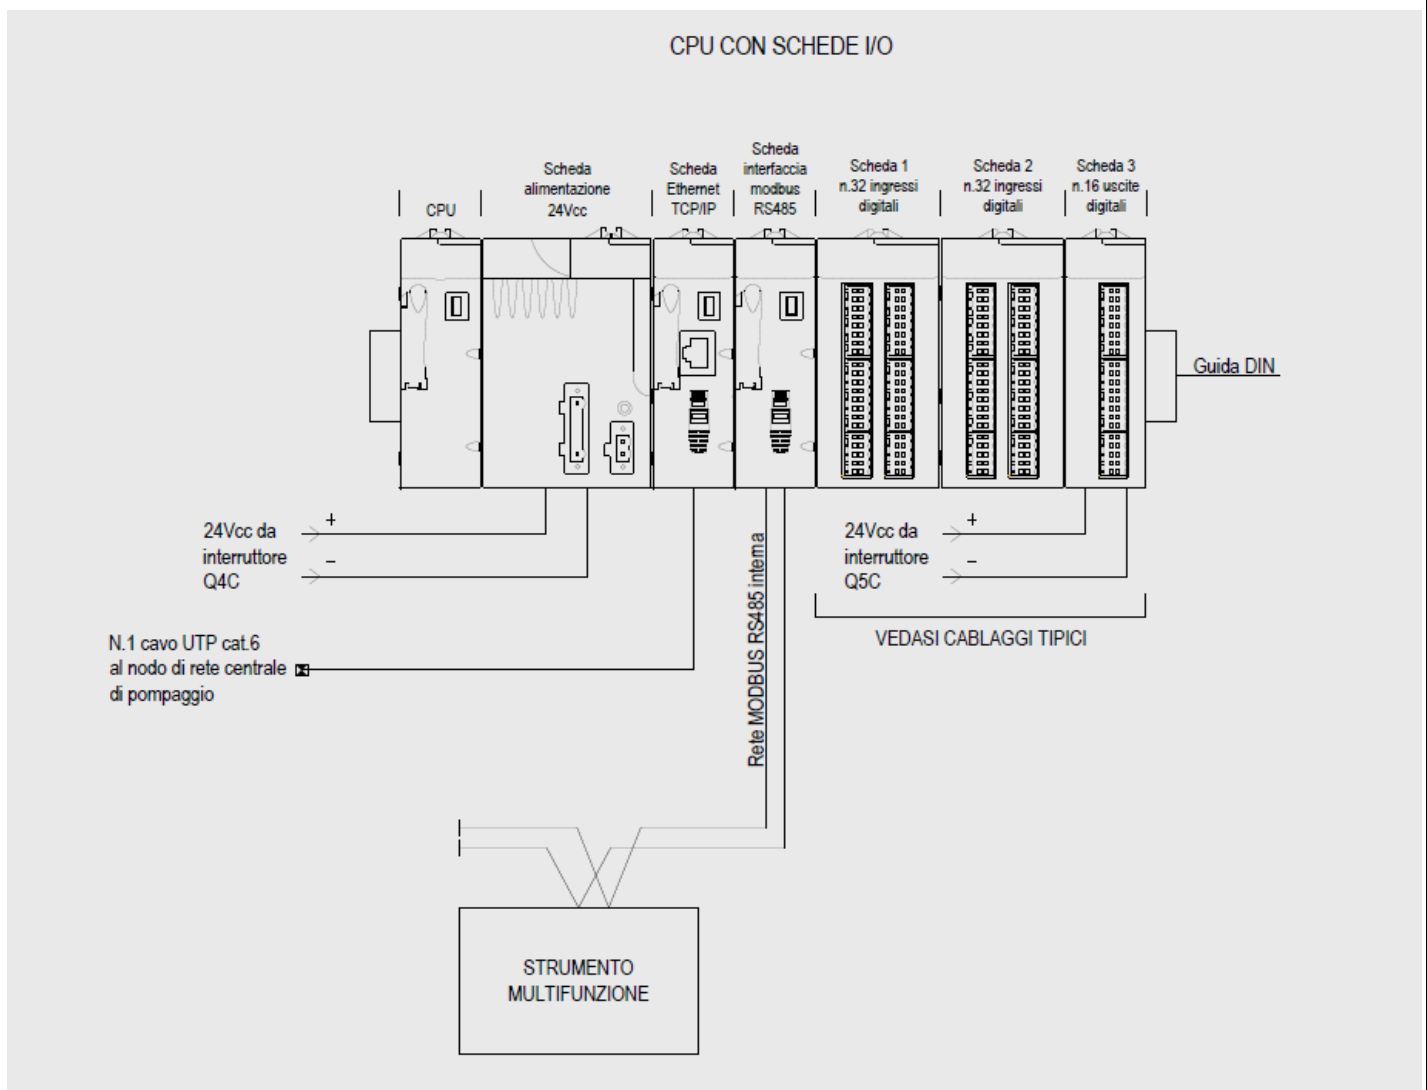 CPU CON SCHEDE I/O
CPU
Scheda
alimentazione
24Vcc
Scheda
Ethernet
TCP/IP
Scheda
interfaccia
modbus
RS485
Scheda 1
n.32 ingressi
digitali
Scheda 2
n.32 ingressi
digitali
Scheda 3
n.16 uscite
digitali
Guida DIN
24Vcc da
interruttore
Q4C
+
–
24Vcc da
interruttore
Q5C
+
–
VEDASI CABLAGGI TIPICI
N.1 cavo UTP cat.6
al nodo di rete centrale
di pompaggio
Rete MODBUS RS485 interna
STRUMENTO
MULTIFUNZIONE